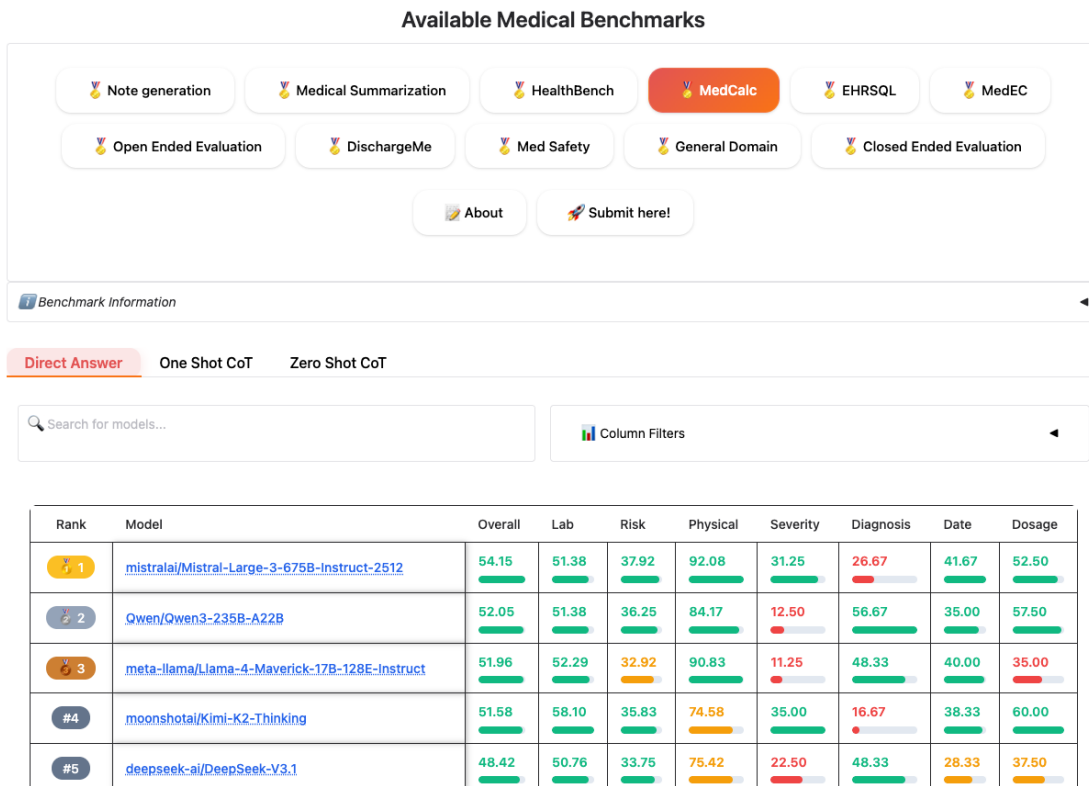 Available Medical Benchmarks
🏅 Note generation 🏅 Medical Summarization 🏅 HealthBench 🏅 MedCalc 🏅 EHRSQL 🏅 MedEC
🏅 Open Ended Evaluation 🏅 DischargeMe 🏅 Med Safety 🏅 General Domain 🏅 Closed Ended Evaluation
📝 About 🚀 Submit here!
ℹ️ Benchmark Information ◀
Direct Answer One Shot CoT Zero Shot CoT
🔍 Search for models... 📊 Column Filters ◀
Rank Model Overall Lab Risk Physical Severity Diagnosis Date Dosage
🥇 1 mistralai/Mistral-Large-3-675B-Instruct-2512 54.15 51.38 37.92 92.08 31.25 26.67 41.67 52.50
🥈 2 Qwen/Qwen3-235B-A22B 52.05 51.38 36.25 84.17 12.50 56.67 35.00 57.50
🥉 3 meta-llama/Llama-4-Maverick-17B-128E-Instruct 51.96 52.29 32.92 90.83 11.25 48.33 40.00 35.00
#4 moonshotai/Kimi-K2-Thinking 51.58 58.10 35.83 74.58 35.00 16.67 38.33 60.00
#5 deepseek-ai/DeepSeek-V3.1 48.42 50.76 33.75 75.42 22.50 48.33 28.33 37.50